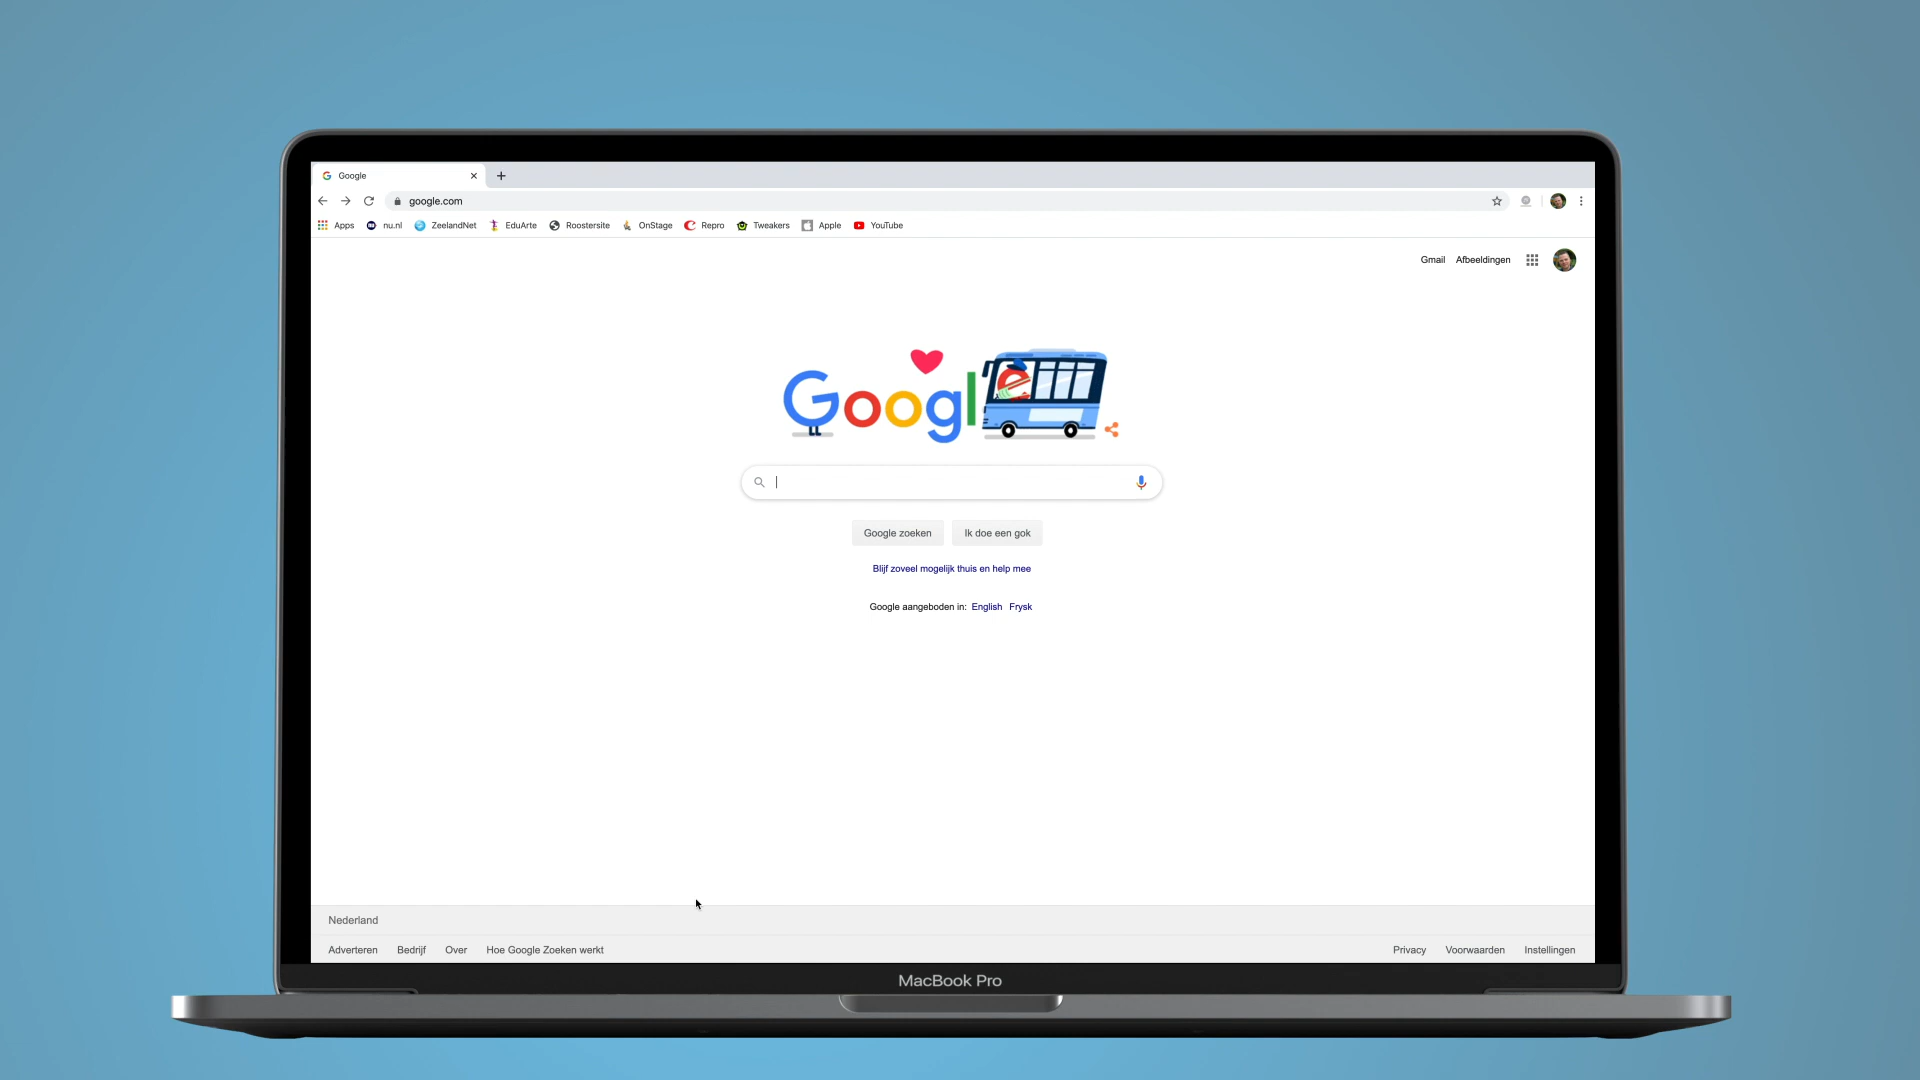 Google
google.com
Apps nu.nl ZeelandNet EduArte Roostersite OnStage Repro Tweakers Apple YouTube
Gmail Afbeeldingen
Google
Google zoeken Ik doe een gok
Blijf zoveel mogelijk thuis en help mee
Google aangeboden in: English Frysk
Nederland
Adverteren Bedrijf Over Hoe Google Zoeken werkt Privacy Voorwaarden Instellingen
MacBook Pro